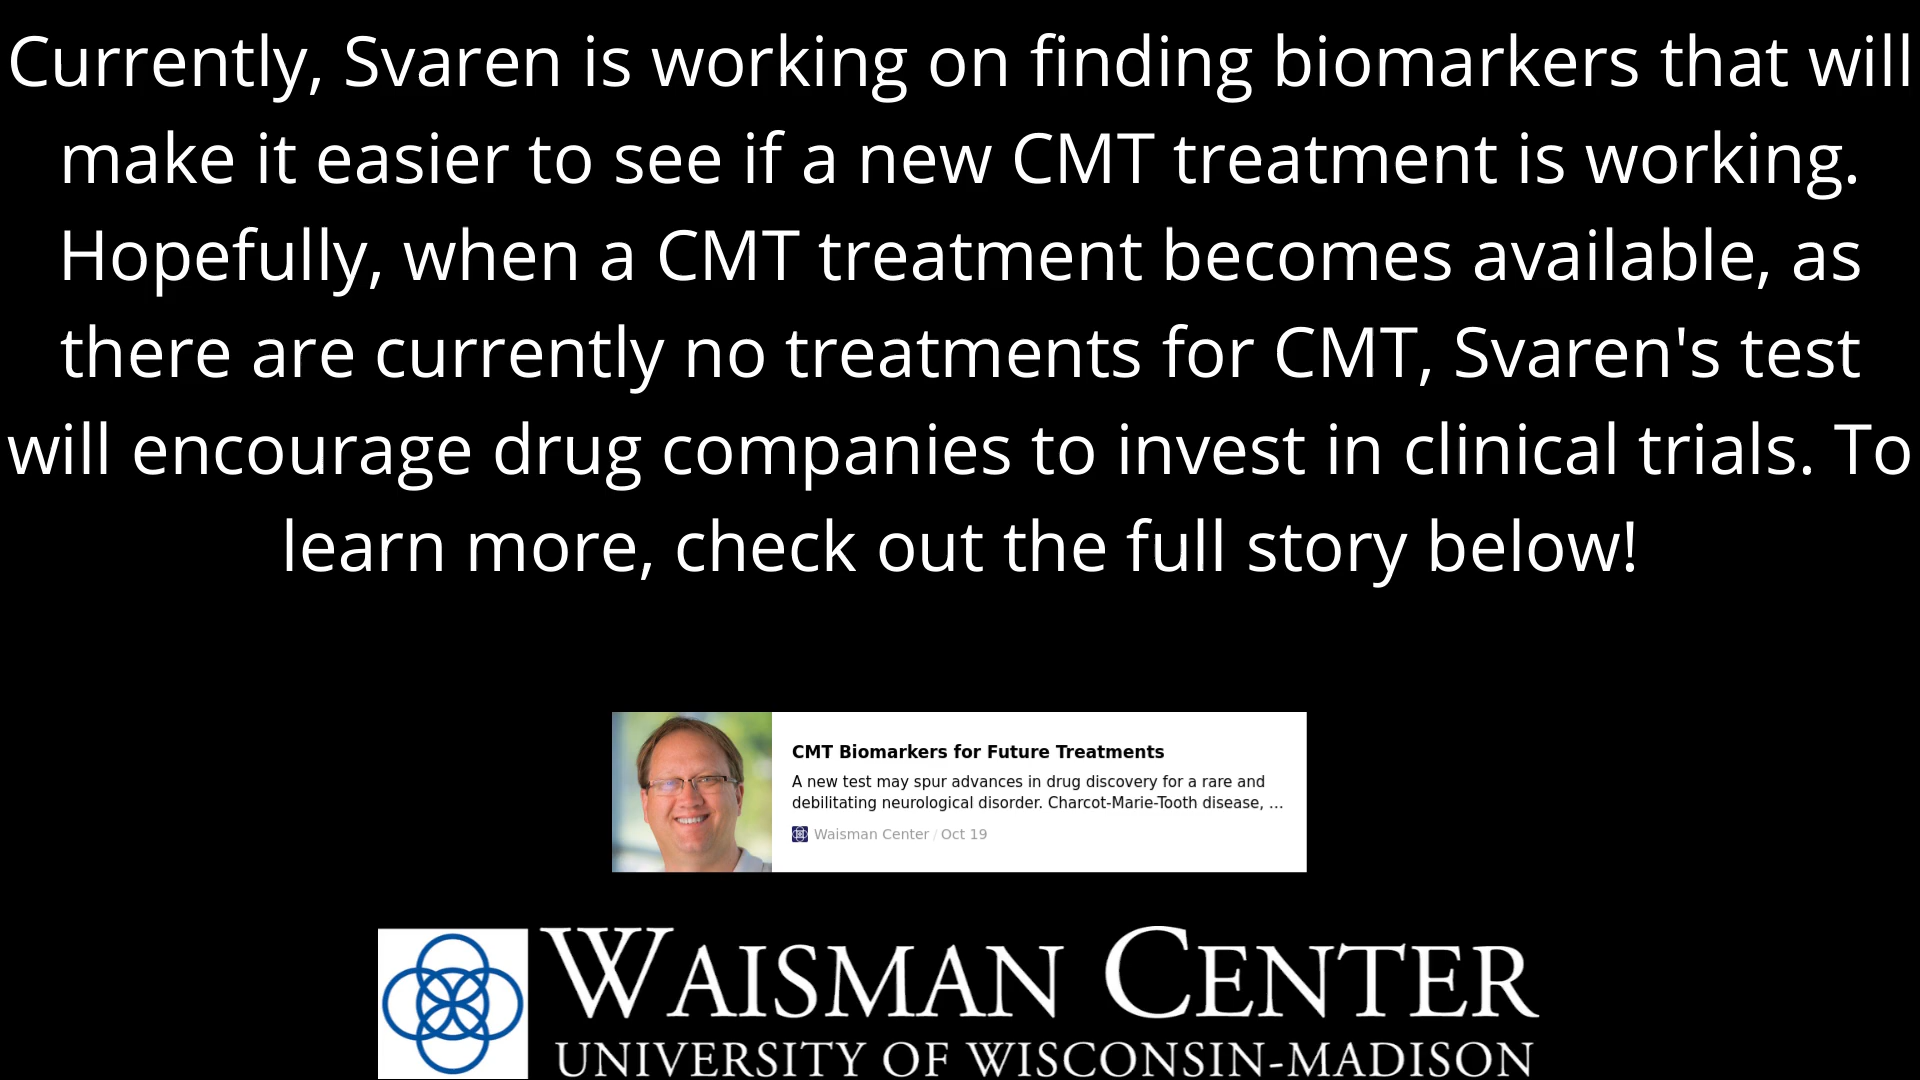 Currently, Svaren is working on finding biomarkers that will
make it easier to see if a new CMT treatment is working.
Hopefully, when a CMT treatment becomes available, as
there are currently no treatments for CMT, Svaren's test
will encourage drug companies to invest in clinical trials. To
learn more, check out the full story below!
CMT Biomarkers for Future Treatments
A new test may spur advances in drug discovery for a rare and
debilitating neurological disorder. Charcot-Marie-Tooth disease, ...
Waisman Center / Oct 19
WAISMAN CENTER
UNIVERSITY OF WISCONSIN-MADISON